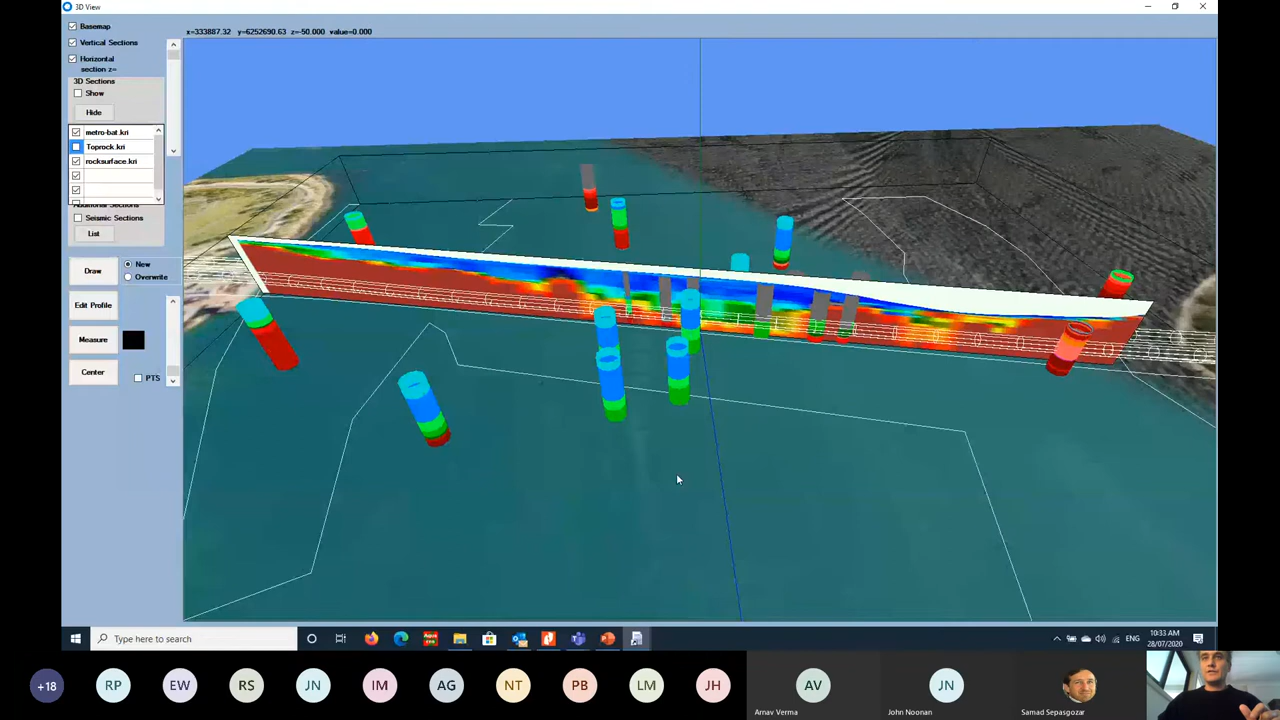 3D View
Basemap
x=333887.32 y=6252690.63 z=-50.000 value=0.000
Vertical Sections
Horizontal
section z=
3D Sections
Show
Hide
metro-bat.kri
Toprock.kri
rocksurface.kri
Seismic Sections
List
Draw
New
Overwrite
Edit Profile
Measure
Center
PTS
Type here to search
ENG
10:33 AM
28/07/2020
+18
RP
EW
RS
JN
IM
AG
NT
PB
LM
JH
AV
JN
Arnav Verma
John Noonan
Samad Sepasgozar